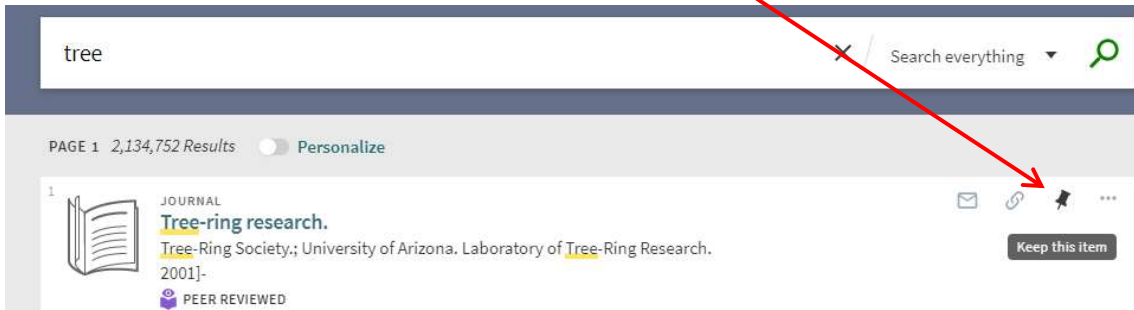 tree
Search everything
PAGE 1 2,134,752 Results Personalize
1
JOURNAL
Tree-ring research.
Tree-Ring Society.; University of Arizona. Laboratory of Tree-Ring Research.
Keep this item
2001]-
PEER REVIEWED